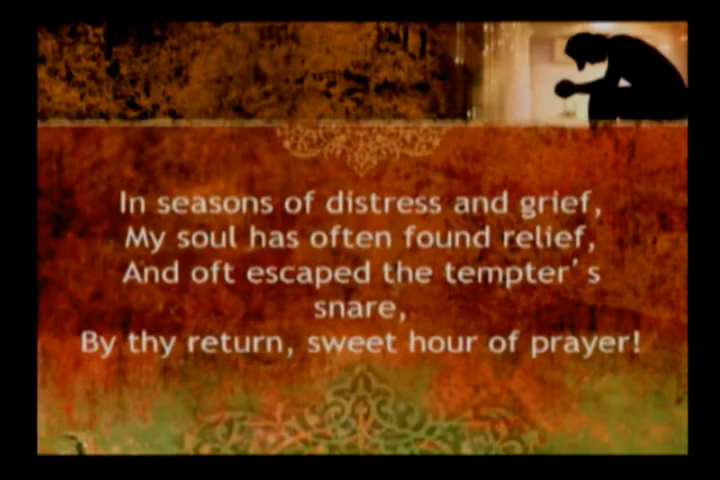 In seasons of distress and grief,
My soul has often found relief,
And oft escaped the tempter's
snare,
By thy return, sweet hour of prayer!